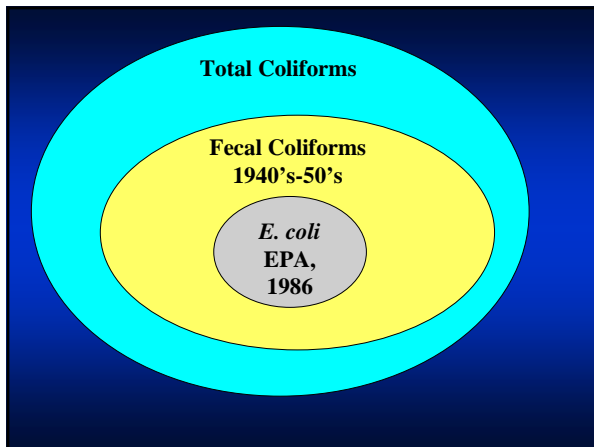 Total Coliforms
Fecal Coliforms
1940’s-50’s
E. coli
EPA,
1986